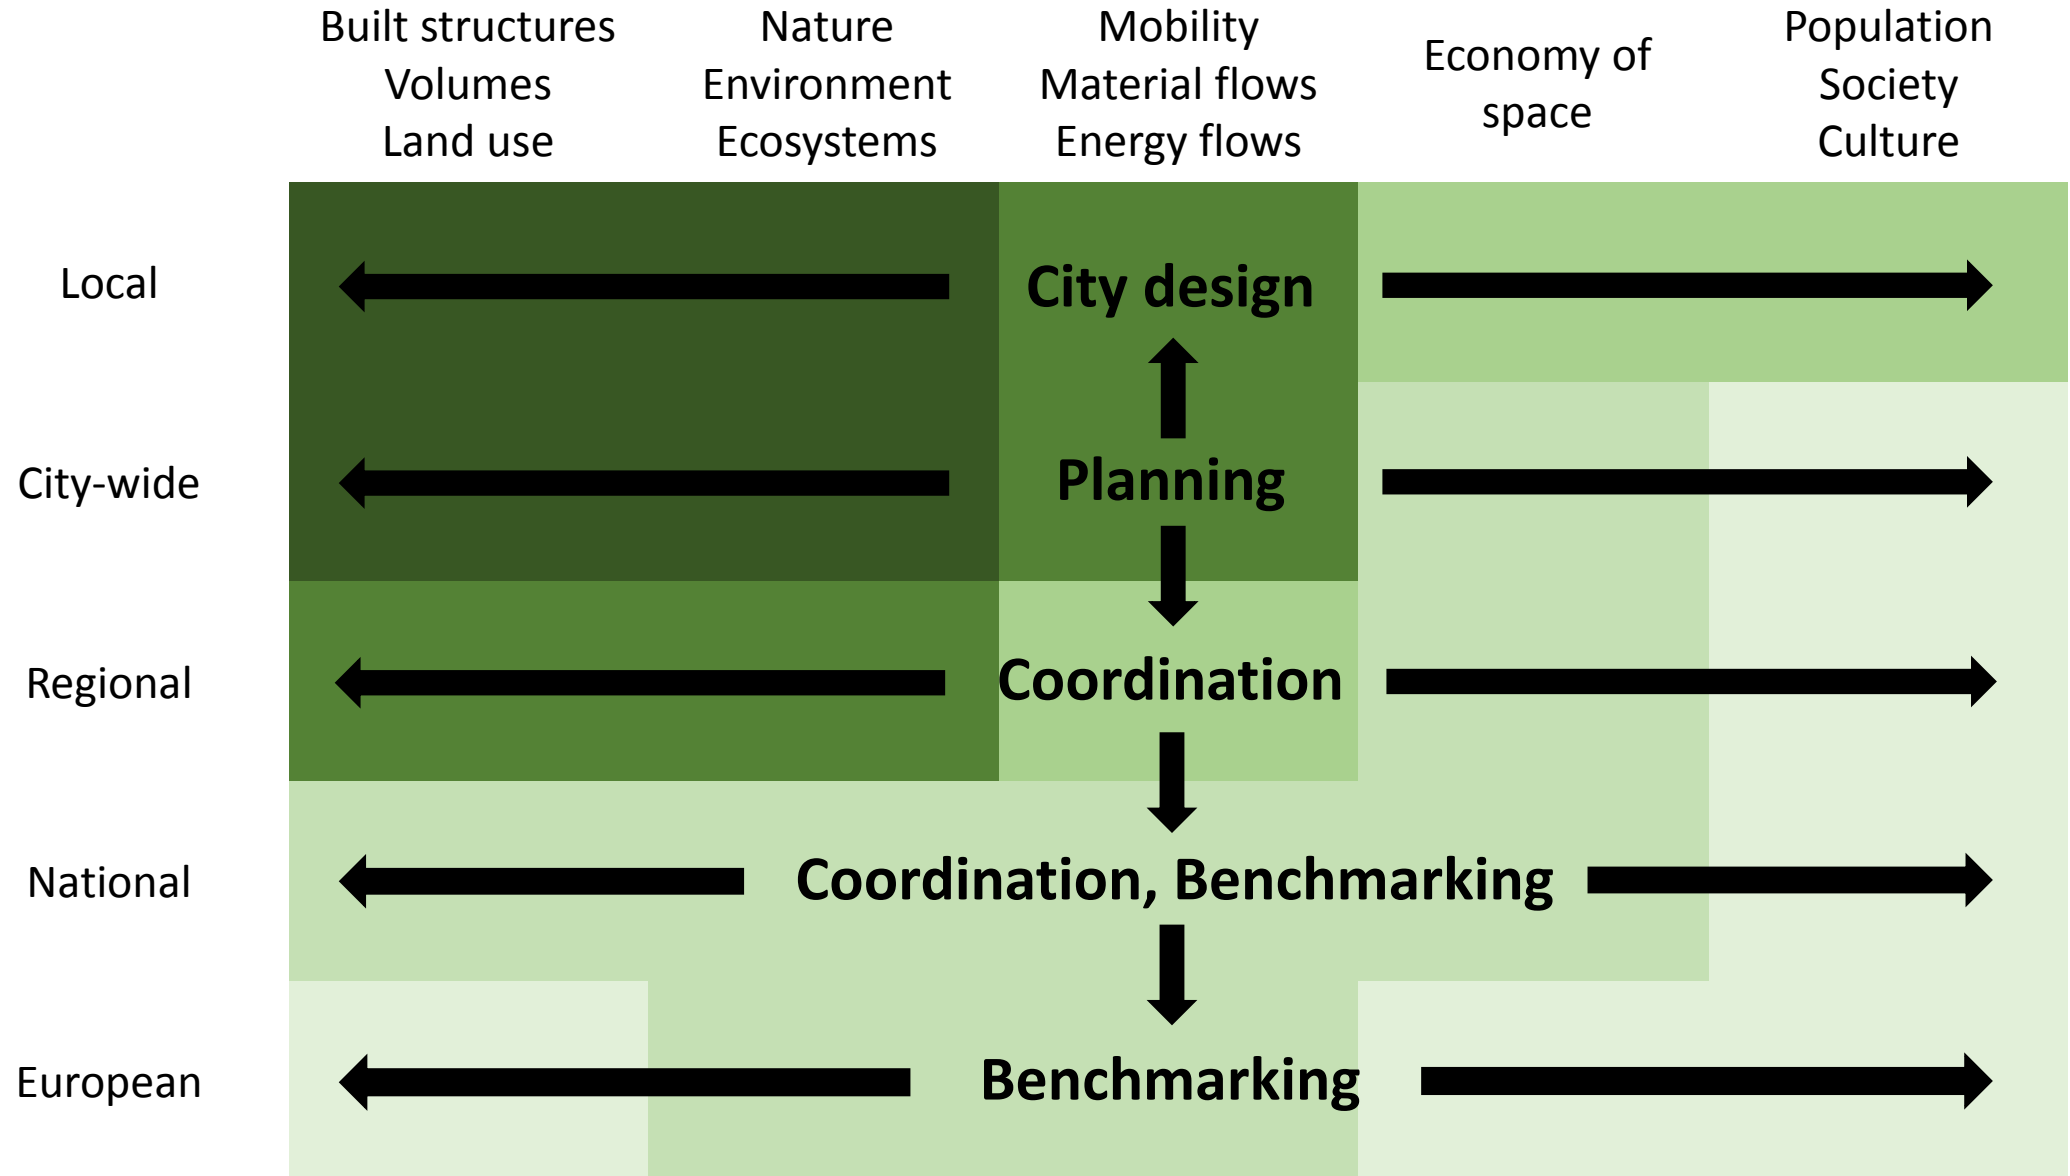 Built structures
Volumes
Land use
Nature
Environment
Ecosystems
Mobility
Material flows
Energy flows
Economy of
space
Population
Society
Culture
Local
City design
City-wide
Planning
Regional
Coordination
National
Coordination, Benchmarking
European
Benchmarking